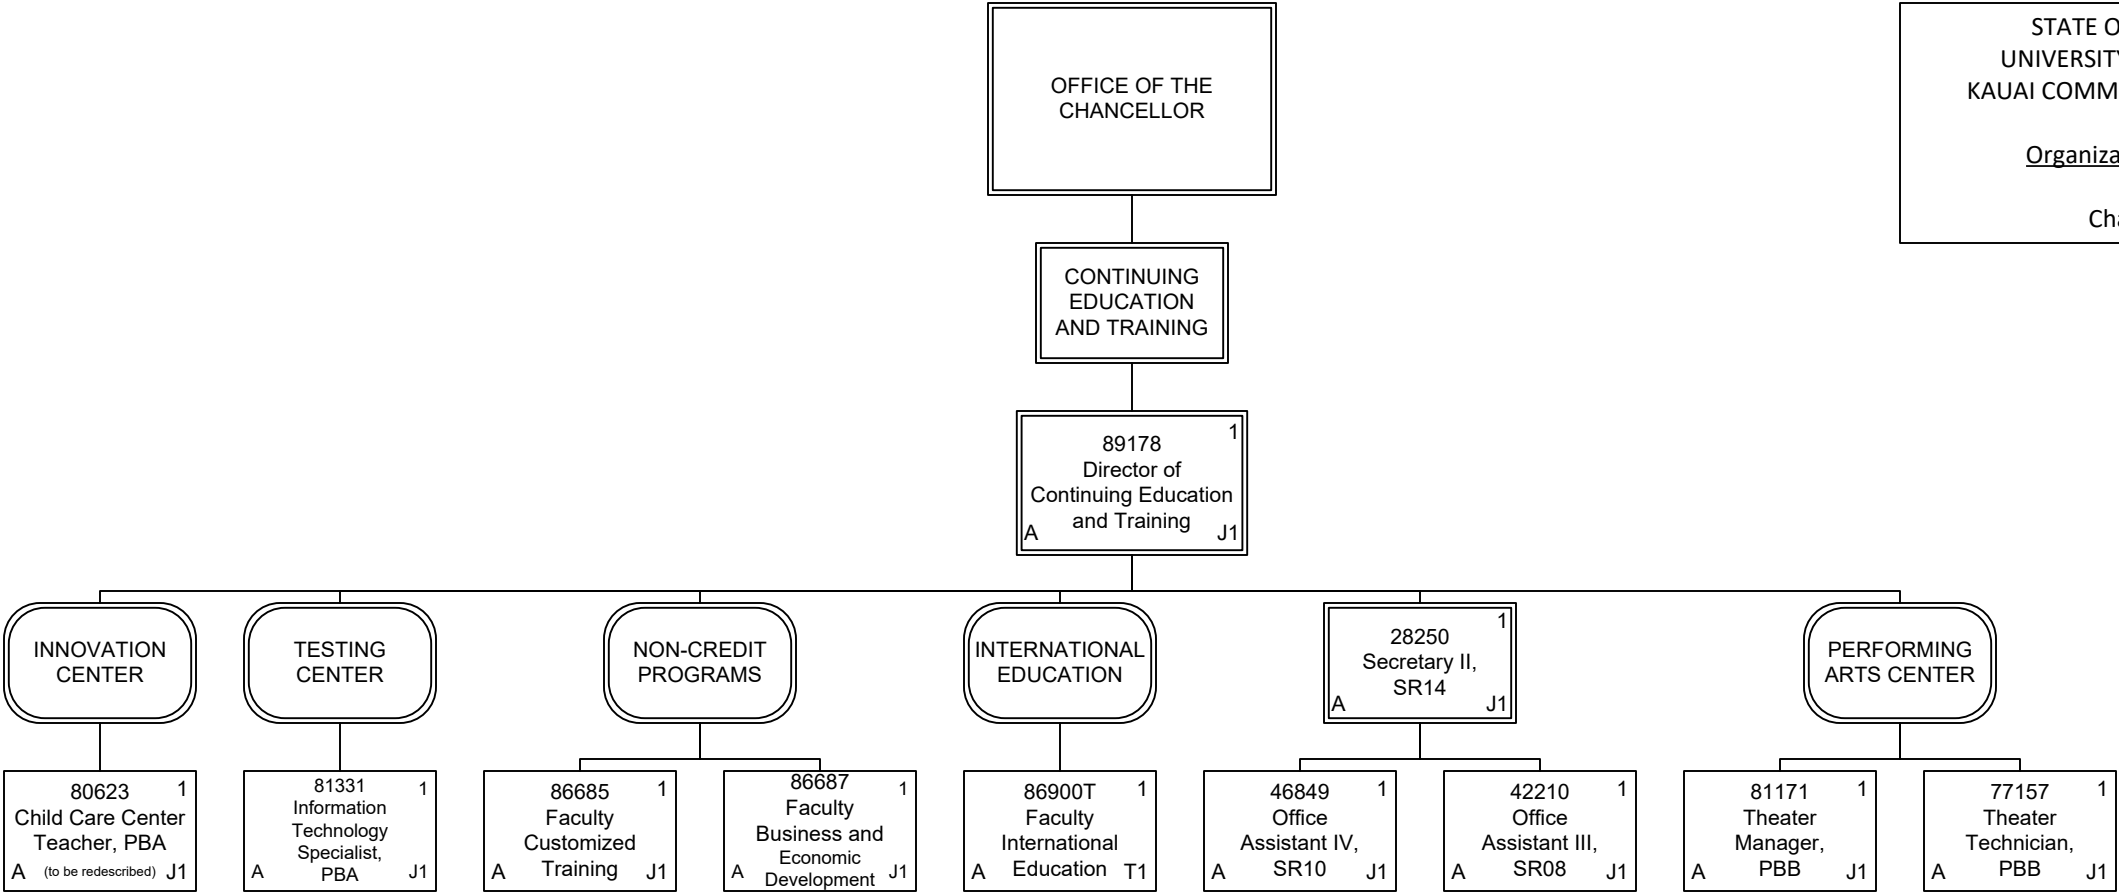 OFFICE OF THE
CHANCELLOR
STATE O
UNIVERSITY
KAUAI COMM
Organiza
Cha
CONTINUING
EDUCATION
AND TRAINING
1
89178
Director of
Continuing Education
and Training
A J1
INNOVATION
CENTER
TESTING
CENTER
NON-CREDIT
PROGRAMS
INTERNATIONAL
EDUCATION
1
28250
Secretary II,
SR14
A J1
PERFORMING
ARTS CENTER
80623 1
Child Care Center
Teacher, PBA
A (to be redescribed) J1
81331 1
Information
Technology
Specialist,
PBA
A J1
86685 1
Faculty
Customized
Training
A J1
86687 1
Faculty
Business and
Economic
Development
A J1
86900T 1
Faculty
International
Education
A T1
46849 1
Office
Assistant IV,
SR10
A J1
42210 1
Office
Assistant III,
SR08
A J1
81171 1
Theater
Manager,
PBB
A J1
77157 1
Theater
Technician,
PBB
A J1